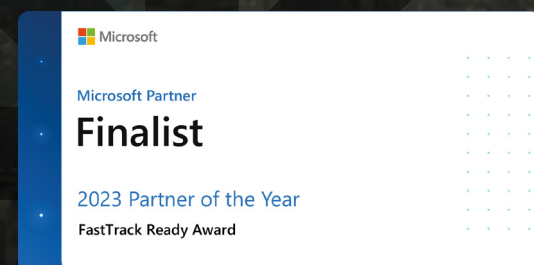 Microsoft
Microsoft Partner
Finalist
2023 Partner of the Year
FastTrack Ready Award